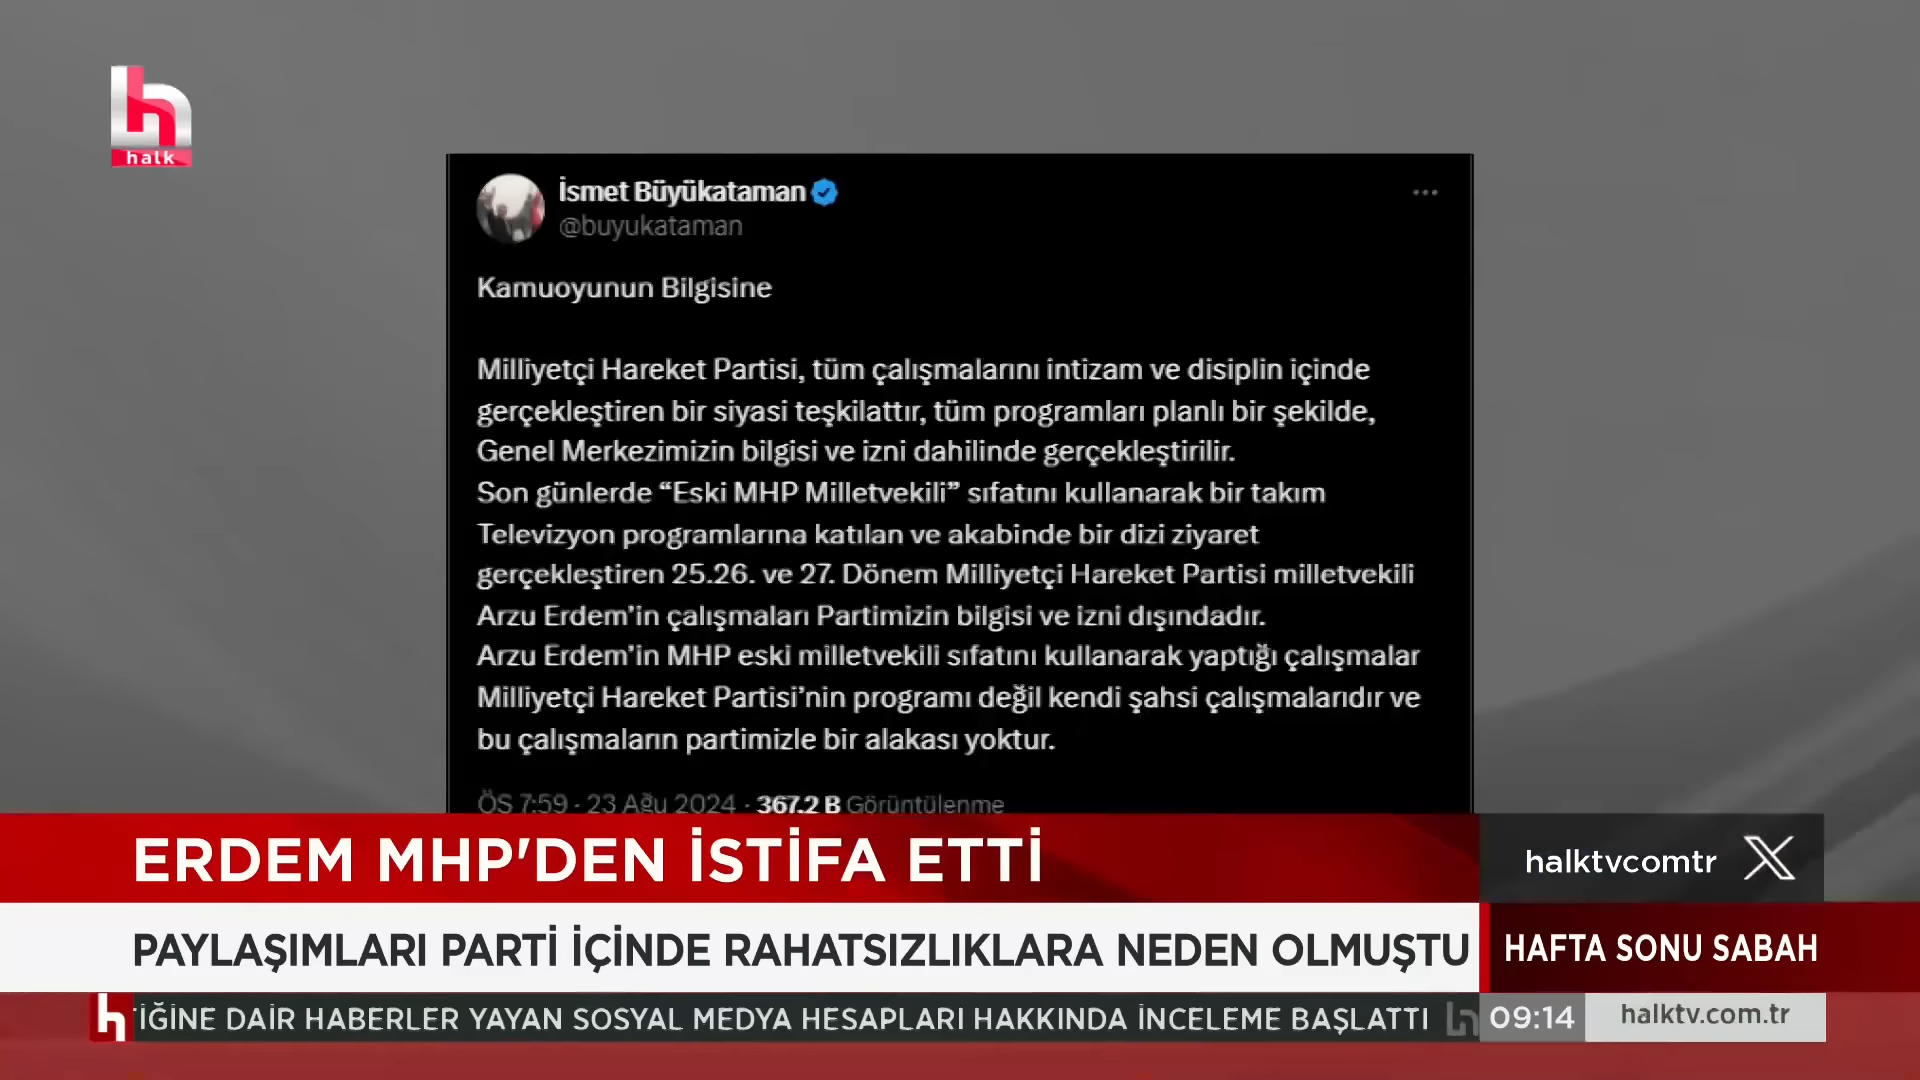 halk
İsmet Büyükataman
@buyukataman
Kamuoyunun Bilgisine
Milliyetçi Hareket Partisi, tüm çalışmalarını intizam ve disiplin içinde
gerçekleştiren bir siyasi teşkilattır, tüm programları planlı bir şekilde,
Genel Merkezimizin bilgisi ve izni dahilinde gerçekleştirilir.
Son günlerde “Eski MHP Milletvekili” sıfatını kullanarak bir takım
Televizyon programlarına katılan ve akabinde bir dizi ziyaret
gerçekleştiren 25.26. ve 27. Dönem Milliyetçi Hareket Partisi milletvekili
Arzu Erdem’in çalışmaları Partimizin bilgisi ve izni dışındadır.
Arzu Erdem’in MHP eski milletvekili sıfatını kullanarak yaptığı çalışmalar
Milliyetçi Hareket Partisi’nin programı değil kendi şahsi çalışmalarıdır ve
bu çalışmaların partimizle bir alakası yoktur.
ÖS 7:59 · 23 Ağu 2024 · 367,2 B Görüntülenme
ERDEM MHP'DEN İSTİFA ETTİ
halktvcomtr
PAYLAŞIMLARI PARTİ İÇİNDE RAHATSIZLIKLARA NEDEN OLMUŞTU
HAFTA SONU SABAH
İĞİNE DAİR HABERLER YAYAN SOSYAL MEDYA HESAPLARI HAKKINDA İNCELEME BAŞLATTI
09:14
halktv.com.tr